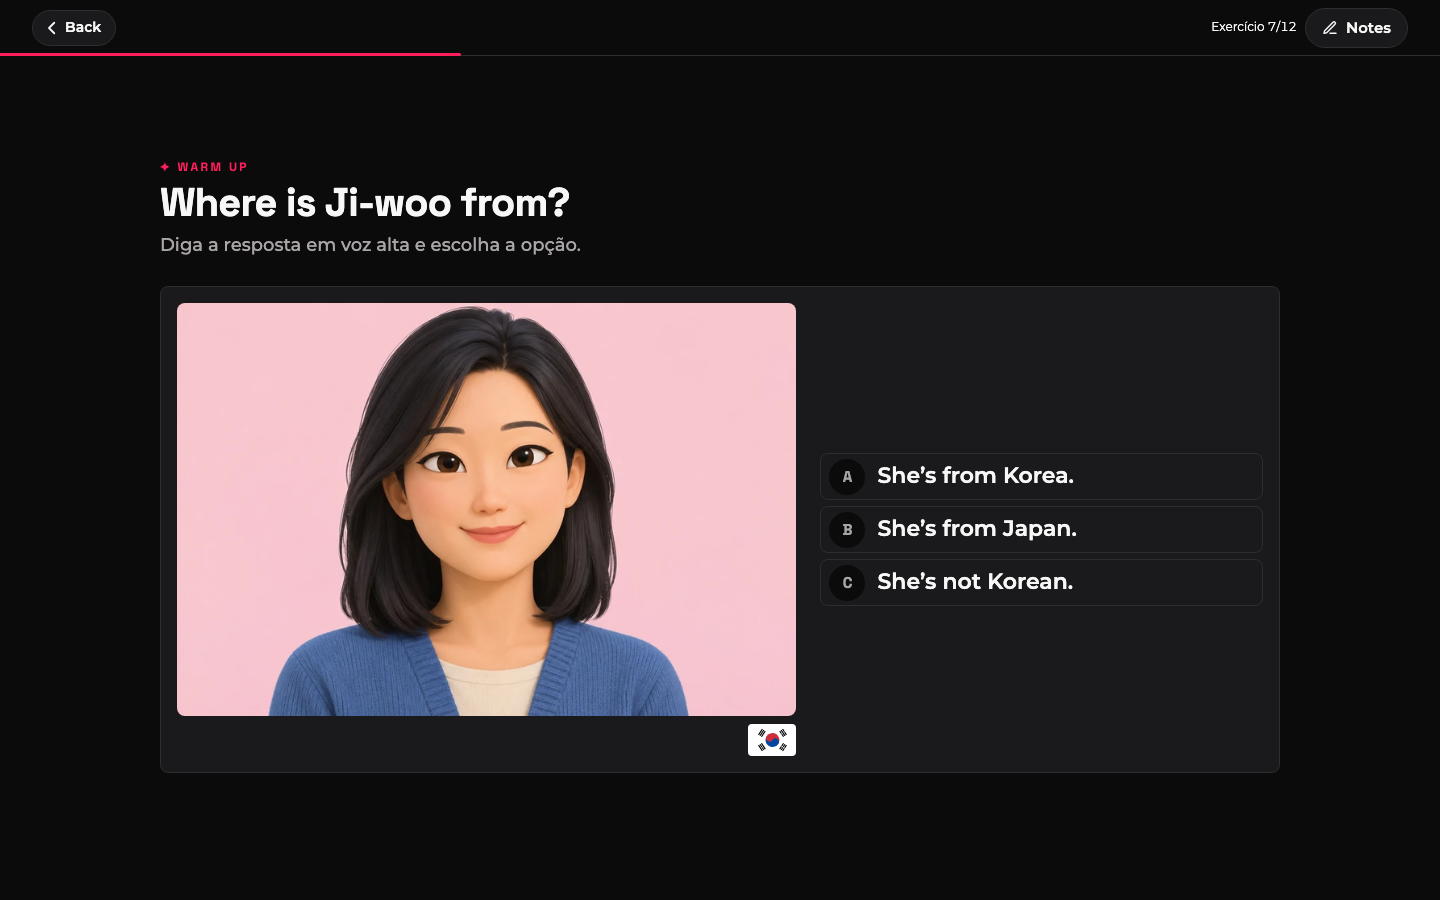 Back
Exercício 7/12
Notes
✦ WARM UP
Where is Ji-woo from?
Diga a resposta em voz alta e escolha a opção.
A She’s from Korea.
B She’s from Japan.
C She’s not Korean.